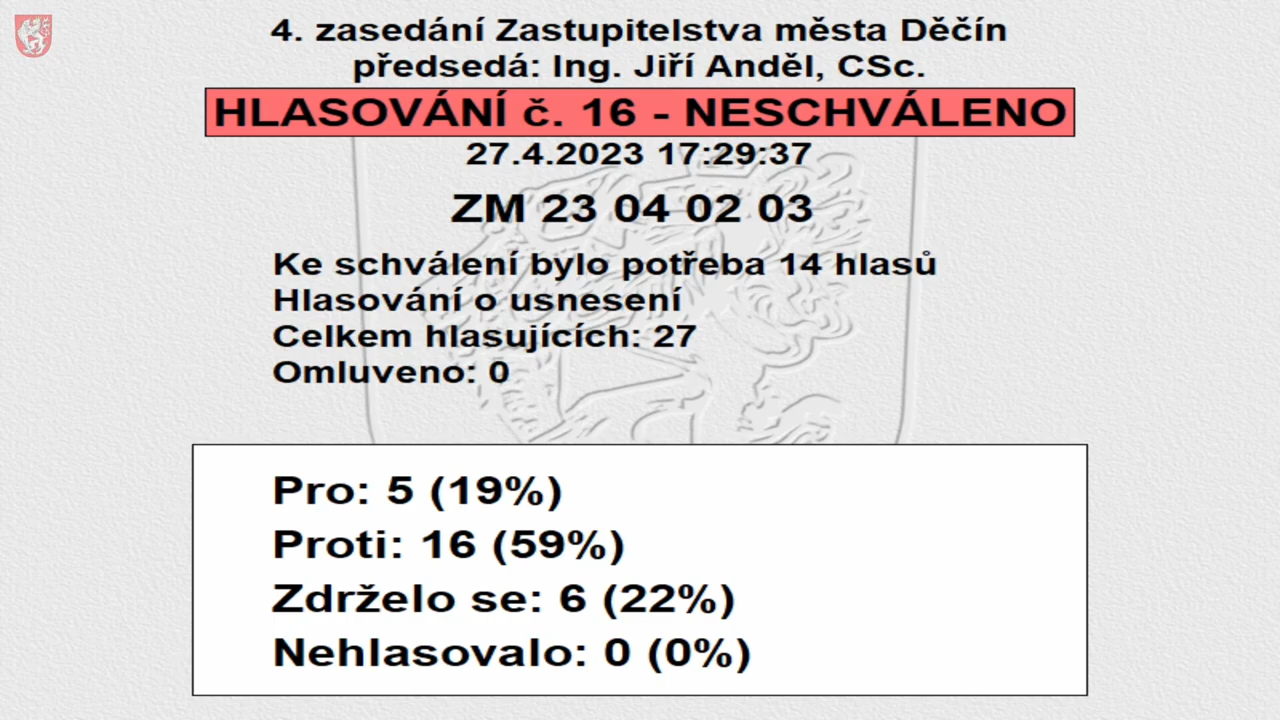 4. zasedání Zastupitelstva města Děčín
předsedá: Ing. Jiří Anděl, CSc.
HLASOVÁNÍ č. 16 - NESCHVÁLENO
27.4.2023 17:29:37
ZM 23 04 02 03
Ke schválení bylo potřeba 14 hlasů
Hlasování o usnesení
Celkem hlasujících: 27
Omluveno: 0
Pro: 5 (19%)
Proti: 16 (59%)
Zdrželo se: 6 (22%)
Nehlasovalo: 0 (0%)